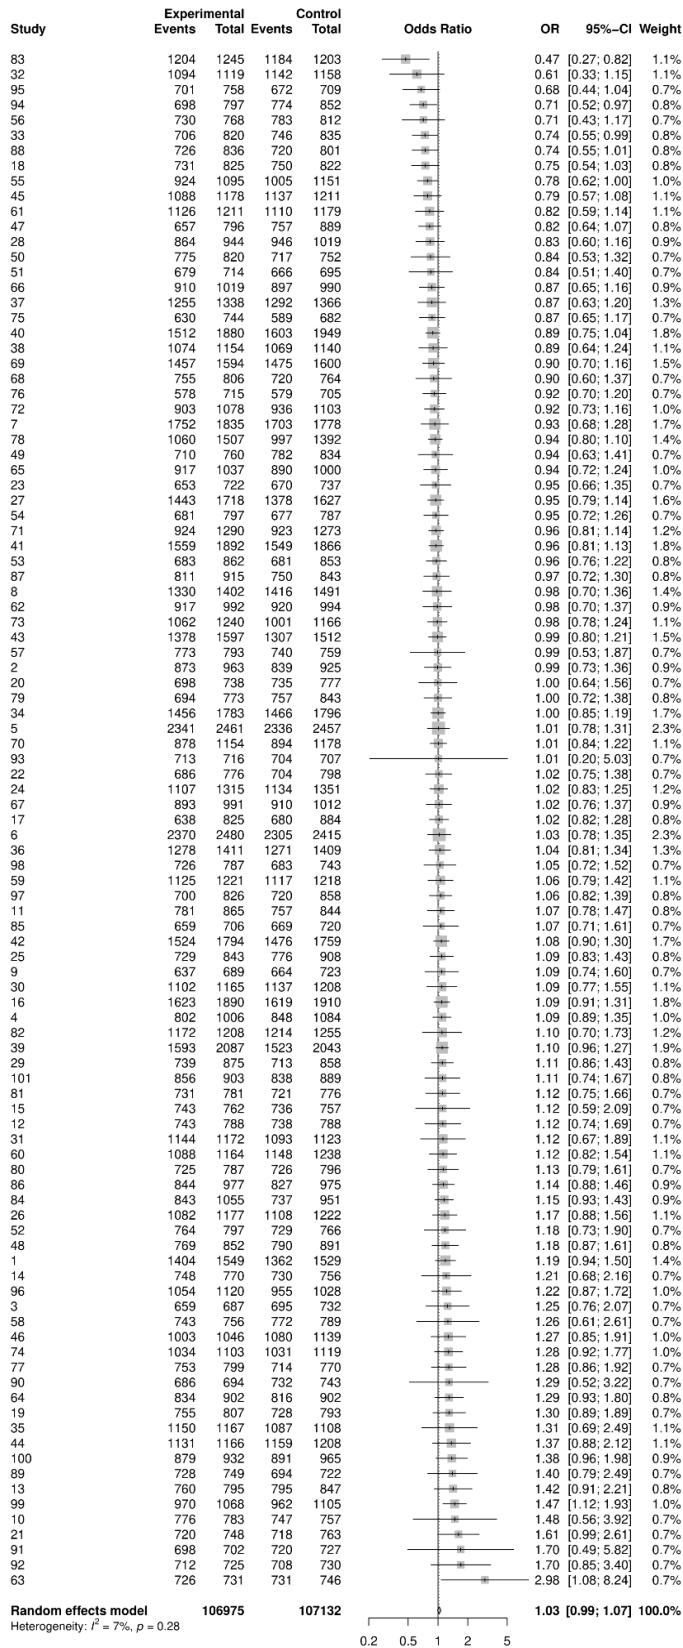 Experimental Control
Study Events Total Events Total Odds Ratio OR 95%-CI Weight
83 1204 1245 1184 1203 0.47 [0.27; 0.82] 1.1%
32 1094 1119 1142 1158 0.61 [0.33; 1.15] 1.1%
95 701 758 672 709 0.68 [0.44; 1.04] 0.7%
94 698 797 774 852 0.71 [0.52; 0.97] 0.8%
56 730 768 783 812 0.71 [0.43; 1.17] 0.7%
33 706 820 746 835 0.74 [0.55; 0.99] 0.8%
88 726 836 720 801 0.74 [0.55; 1.01] 0.8%
18 731 825 750 822 0.75 [0.54; 1.03] 0.8%
55 924 1095 1005 1151 0.78 [0.62; 1.00] 1.0%
45 1088 1178 1137 1211 0.79 [0.57; 1.08] 1.1%
61 1126 1211 1110 1179 0.82 [0.59; 1.14] 1.1%
47 657 796 757 889 0.82 [0.64; 1.07] 0.8%
28 864 944 946 1019 0.83 [0.60; 1.16] 0.9%
50 775 820 717 752 0.84 [0.53; 1.32] 0.7%
51 679 714 666 695 0.84 [0.51; 1.40] 0.7%
66 910 1019 897 990 0.87 [0.65; 1.16] 0.9%
37 1255 1338 1292 1366 0.87 [0.63; 1.20] 1.3%
75 630 744 589 682 0.87 [0.65; 1.17] 0.7%
40 1512 1880 1603 1949 0.89 [0.75; 1.04] 1.8%
38 1074 1154 1069 1140 0.89 [0.64; 1.24] 1.1%
69 1457 1594 1475 1600 0.90 [0.70; 1.16] 1.5%
68 755 806 720 764 0.90 [0.60; 1.37] 0.7%
76 578 715 579 705 0.92 [0.70; 1.20] 0.7%
72 903 1078 936 1103 0.92 [0.73; 1.16] 1.0%
7 1752 1835 1703 1778 0.93 [0.68; 1.28] 1.7%
78 1060 1507 997 1392 0.94 [0.80; 1.10] 1.4%
49 710 760 782 834 0.94 [0.63; 1.41] 0.7%
65 917 1037 890 1000 0.94 [0.72; 1.24] 1.0%
23 653 722 670 737 0.95 [0.66; 1.35] 0.7%
27 1443 1718 1378 1627 0.95 [0.79; 1.14] 1.6%
54 681 797 677 787 0.95 [0.72; 1.26] 0.7%
71 924 1290 923 1273 0.96 [0.81; 1.14] 1.2%
41 1559 1892 1549 1866 0.96 [0.81; 1.13] 1.8%
53 683 862 681 853 0.96 [0.76; 1.22] 0.8%
87 811 915 750 843 0.97 [0.72; 1.30] 0.8%
8 1330 1402 1416 1491 0.98 [0.70; 1.36] 1.4%
62 917 992 920 994 0.98 [0.70; 1.37] 0.9%
73 1062 1240 1001 1166 0.98 [0.78; 1.24] 1.1%
43 1378 1597 1307 1512 0.99 [0.80; 1.21] 1.5%
57 773 793 740 759 0.99 [0.53; 1.87] 0.7%
2 873 963 839 925 0.99 [0.73; 1.36] 0.9%
20 698 738 735 777 1.00 [0.64; 1.56] 0.7%
79 694 773 757 843 1.00 [0.72; 1.38] 0.8%
34 1456 1783 1466 1796 1.00 [0.85; 1.19] 1.7%
5 2341 2461 2336 2457 1.01 [0.78; 1.31] 2.3%
70 878 1154 894 1178 1.01 [0.84; 1.22] 1.1%
93 713 716 704 707 1.01 [0.20; 5.03] 0.7%
22 686 776 704 798 1.02 [0.75; 1.38] 0.7%
24 1107 1315 1134 1351 1.02 [0.83; 1.25] 1.2%
67 893 991 910 1012 1.02 [0.76; 1.37] 0.9%
17 638 825 680 884 1.02 [0.82; 1.28] 0.8%
6 2370 2480 2305 2415 1.03 [0.78; 1.35] 2.3%
36 1278 1411 1271 1409 1.04 [0.81; 1.34] 1.3%
98 726 787 683 743 1.05 [0.72; 1.52] 0.7%
59 1125 1221 1117 1218 1.06 [0.79; 1.42] 1.1%
97 700 826 720 858 1.06 [0.82; 1.39] 0.8%
11 781 865 757 844 1.07 [0.78; 1.47] 0.8%
85 659 706 669 720 1.07 [0.71; 1.61] 0.7%
42 1524 1794 1476 1759 1.08 [0.90; 1.30] 1.7%
25 729 843 776 908 1.09 [0.83; 1.43] 0.8%
9 637 689 664 723 1.09 [0.74; 1.60] 0.7%
30 1102 1165 1137 1208 1.09 [0.77; 1.55] 1.1%
16 1623 1890 1619 1910 1.09 [0.91; 1.31] 1.8%
4 802 1006 848 1084 1.09 [0.89; 1.35] 1.0%
82 1172 1208 1214 1255 1.10 [0.70; 1.73] 1.2%
39 1593 2087 1523 2043 1.10 [0.96; 1.27] 1.9%
29 739 875 713 858 1.11 [0.86; 1.43] 0.8%
101 856 903 838 889 1.11 [0.74; 1.67] 0.8%
81 731 781 721 776 1.12 [0.75; 1.66] 0.7%
15 743 762 736 757 1.12 [0.59; 2.09] 0.7%
12 743 788 738 788 1.12 [0.74; 1.69] 0.7%
31 1144 1172 1093 1123 1.12 [0.67; 1.89] 1.1%
60 1088 1164 1148 1238 1.12 [0.82; 1.54] 1.1%
80 725 787 726 796 1.13 [0.79; 1.61] 0.7%
86 844 977 827 975 1.14 [0.88; 1.46] 0.9%
84 843 1055 737 951 1.15 [0.93; 1.43] 0.9%
26 1082 1177 1108 1222 1.17 [0.88; 1.56] 1.1%
52 764 797 729 766 1.18 [0.73; 1.90] 0.7%
48 769 852 790 891 1.18 [0.87; 1.61] 0.8%
1 1404 1549 1362 1529 1.19 [0.94; 1.50] 1.4%
14 748 770 730 756 1.21 [0.68; 2.16] 0.7%
96 1054 1120 955 1028 1.22 [0.87; 1.72] 1.0%
3 659 687 695 732 1.25 [0.76; 2.07] 0.7%
58 743 756 772 789 1.26 [0.61; 2.61] 0.7%
46 1003 1046 1080 1139 1.27 [0.85; 1.91] 1.0%
74 1034 1103 1031 1119 1.28 [0.92; 1.77] 1.0%
77 753 799 714 770 1.28 [0.86; 1.92] 0.7%
90 686 694 732 743 1.29 [0.52; 3.22] 0.7%
64 834 902 816 902 1.29 [0.93; 1.80] 0.8%
19 755 807 728 793 1.30 [0.89; 1.89] 0.7%
35 1150 1167 1087 1108 1.31 [0.69; 2.49] 1.1%
44 1131 1166 1159 1208 1.37 [0.88; 2.12] 1.1%
100 879 932 891 965 1.38 [0.96; 1.98] 0.9%
89 728 749 694 722 1.40 [0.79; 2.49] 0.7%
13 760 795 795 847 1.42 [0.91; 2.21] 0.8%
99 970 1068 962 1105 1.47 [1.12; 1.93] 1.0%
10 776 783 747 757 1.48 [0.56; 3.92] 0.7%
21 720 748 718 763 1.61 [0.99; 2.61] 0.7%
91 698 702 720 727 1.70 [0.49; 5.82] 0.7%
92 712 725 708 730 1.70 [0.85; 3.40] 0.7%
63 726 731 731 746 2.98 [1.08; 8.24] 0.7%
Random effects model 106975 107132 1.03 [0.99; 1.07] 100.0%
Heterogeneity: I² = 7%, p = 0.28
0.2 0.5 1 2 5